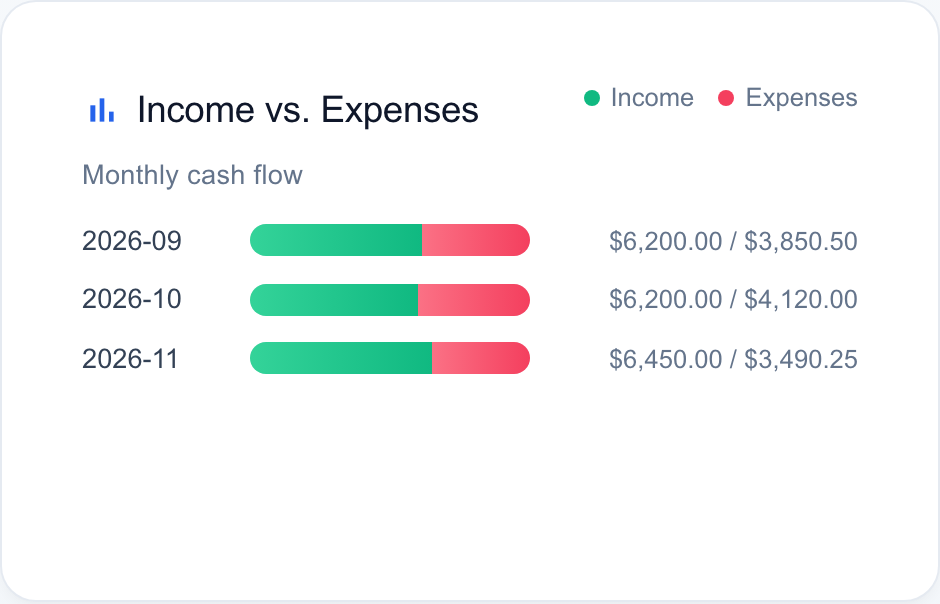 Income vs. Expenses
Income
Expenses
Monthly cash flow
2026-09 $6,200.00 / $3,850.50
2026-10 $6,200.00 / $4,120.00
2026-11 $6,450.00 / $3,490.25